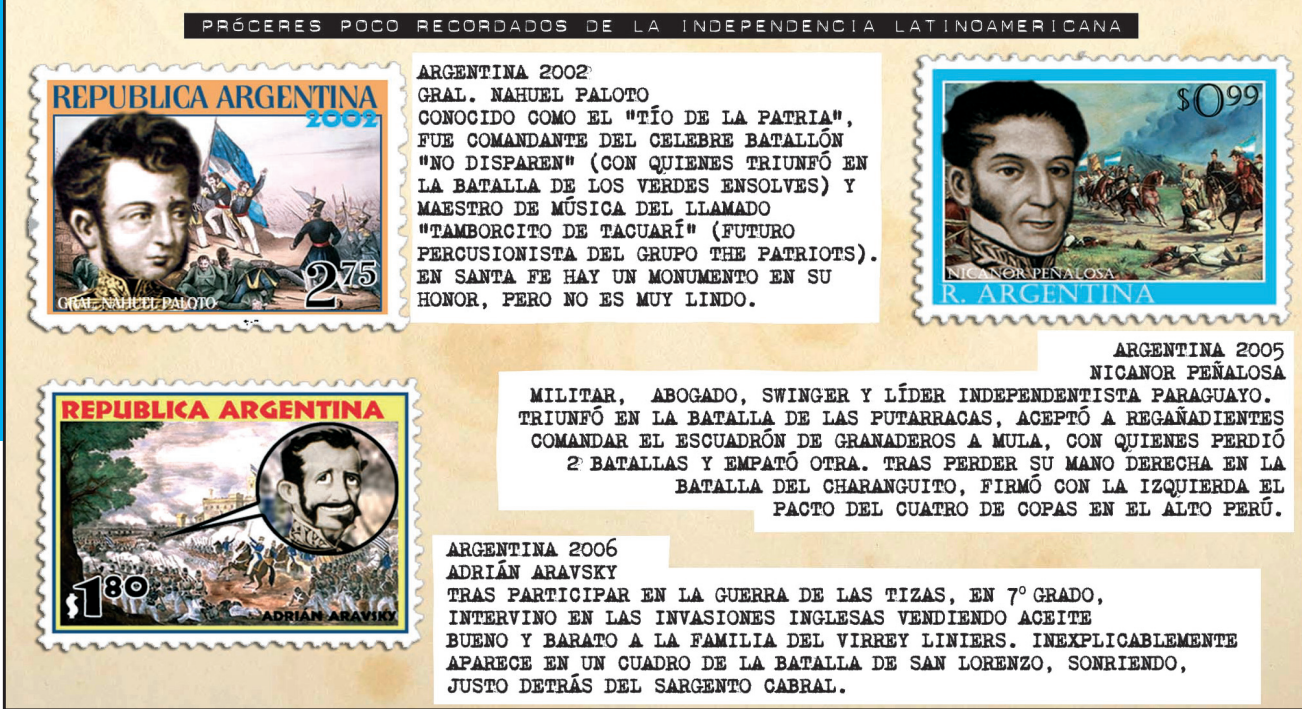 PRÓCERES POCO RECORDADOS DE LA INDEPENDENCIA LATINOAMERICANA
REPUBLICA ARGENTINA
2002
GRAL. NAHUEL PALOTO
2 75
ARGENTINA 2002
GRAL. NAHUEL PALOTO
CONOCIDO COMO EL "TÍO DE LA PATRIA",
FUE COMANDANTE DEL CELEBRE BATALLÓN
"NO DISPAREN" (CON QUIENES TRIUNFÓ EN
LA BATALLA DE LOS VERDES ENSOLVES) Y
MAESTRO DE MÚSICA DEL LLAMADO
"TAMBORCITO DE TACUARÍ" (FUTURO
PERCUSIONISTA DEL GRUPO THE PATRIOTS).
EN SANTA FE HAY UN MONUMENTO EN SU
HONOR, PERO NO ES MUY LINDO.
$0 99
NICANOR PEÑALOSA
R. ARGENTINA
ARGENTINA 2005
NICANOR PEÑALOSA
MILITAR, ABOGADO, SWINGER Y LÍDER INDEPENDENTISTA PARAGUAYO.
TRIUNFÓ EN LA BATALLA DE LAS PUTARRACAS, ACEPTÓ A REGAÑADIENTES
COMANDAR EL ESCUADRÓN DE GRANADEROS A MULA, CON QUIENES PERDIÓ
2 BATALLAS Y EMPATÓ OTRA. TRAS PERDER SU MANO DERECHA EN LA
BATALLA DEL CHARANGUITO, FIRMÓ CON LA IZQUIERDA EL
PACTO DEL CUATRO DE COPAS EN EL ALTO PERÚ.
REPUBLICA ARGENTINA
$1 80
ADRIÁN ARAVSKY
ARGENTINA 2006
ADRIÁN ARAVSKY
TRAS PARTICIPAR EN LA GUERRA DE LAS TIZAS, EN 7° GRADO,
INTERVINO EN LAS INVASIONES INGLESAS VENDIENDO ACEITE
BUENO Y BARATO A LA FAMILIA DEL VIRREY LINIERS. INEXPLICABLEMENTE
APARECE EN UN CUADRO DE LA BATALLA DE SAN LORENZO, SONRIENDO,
JUSTO DETRÁS DEL SARGENTO CABRAL.